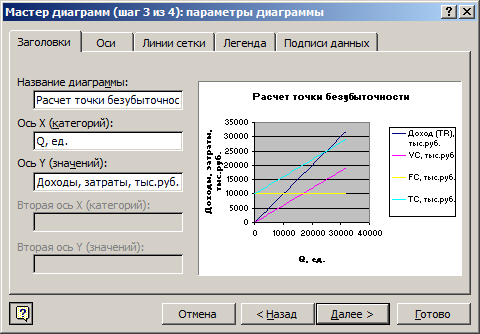 Мастер диаграмм (шаг 3 из 4): параметры диаграммы
Заголовки
Оси
Линии сетки
Легенда
Подписи данных
Название диаграммы:
Расчет точки безубыточнос
Ось X (категорий):
Q, ед.
Ось Y (значений):
Доходы, затраты, тыс.руб.
Вторая ось X (категорий):
Вторая ось Y (значений):
Расчет точки безубыточности
Доходы, затраты,
тыс.руб.
35000
30000
25000
20000
15000
10000
5000
0
0
10000
20000
30000
40000
Q, ед.
Доход (TR),
тыс.руб.
VC, тыс.руб
FC, тыс.руб.
TC, тыс.руб.
?
Отмена
< Назад
Далее >
Готово